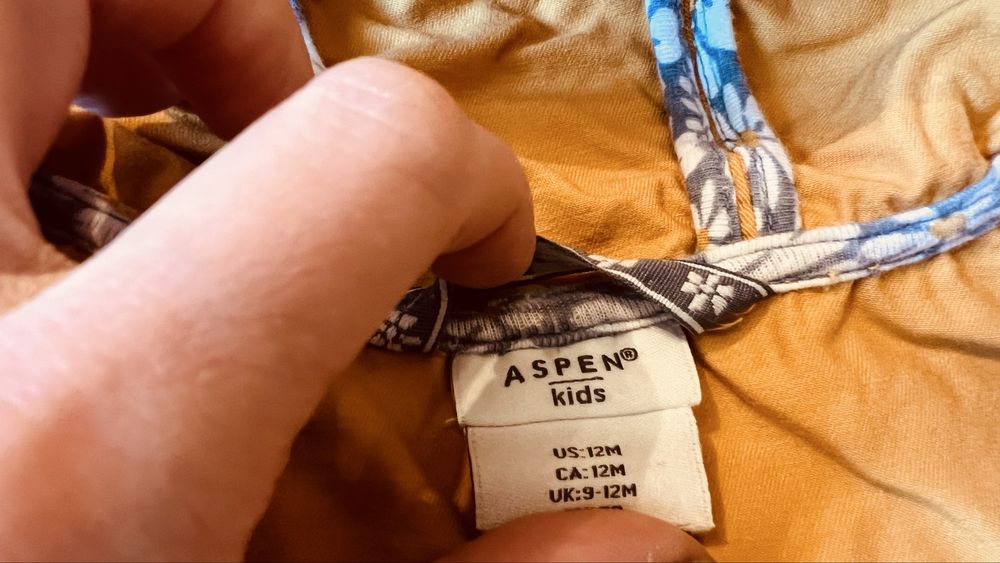 ASPEN®
kids
US:12M
CA:12M
UK:9-12M